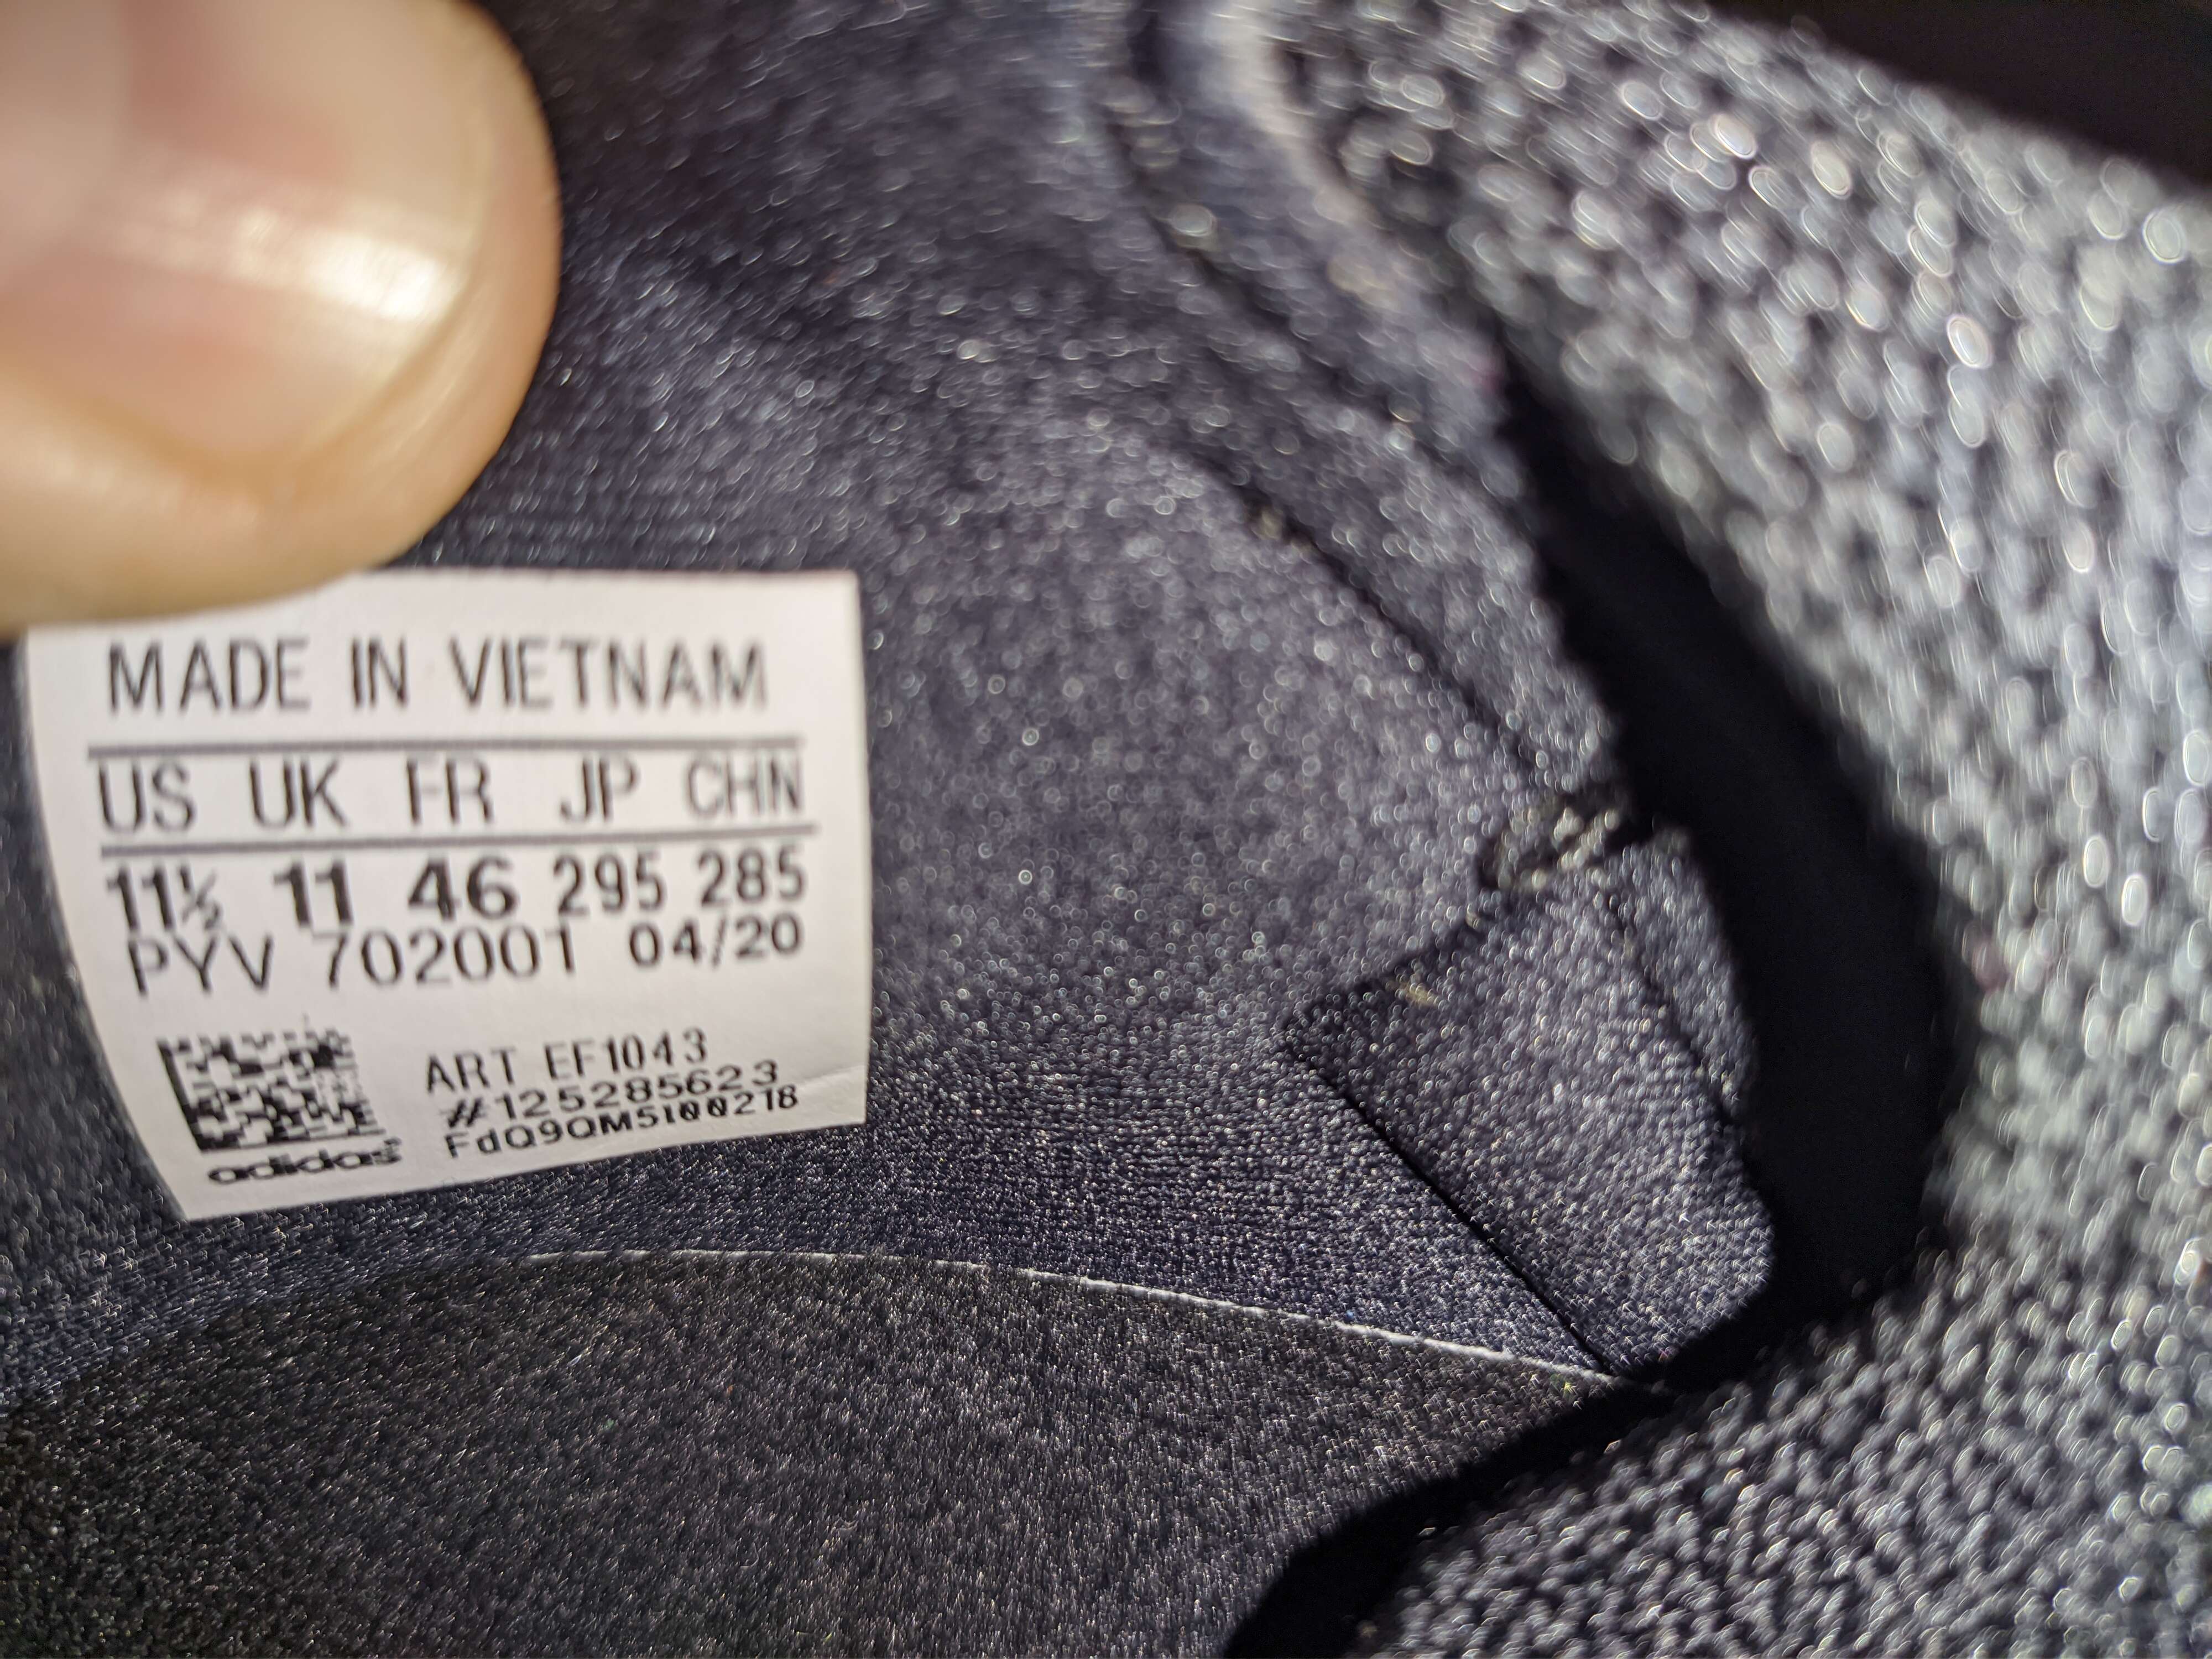 MADE IN VIETNAM
US UK FR JP CHN
11½ 11 46 295 285
PYV 702001 04/20
ART EF1043
#125285623
FdQ9QM5I00218
adidas